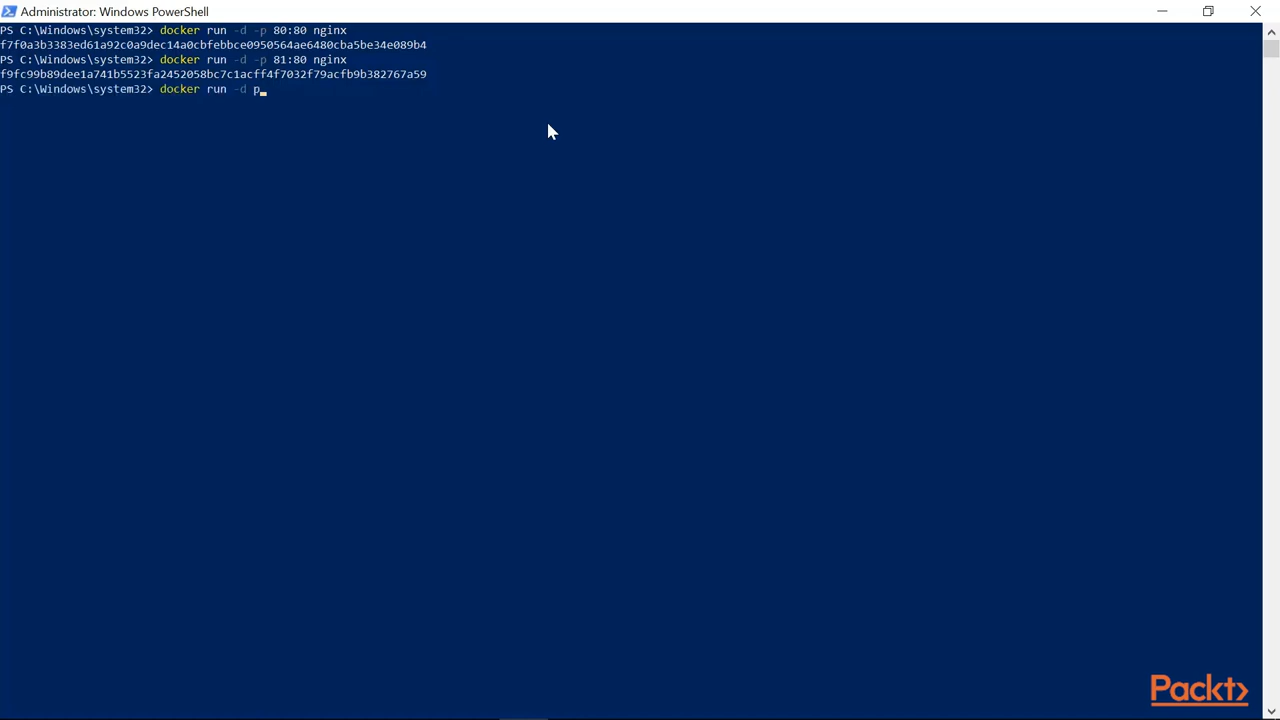 Administrator: Windows PowerShell
PS C:\Windows\system32> docker run -d -p 80:80 nginx
f7f0a3b3383ed61a92c0a9dec14a0cbfebbce0950564ae6480cba5be34e089b4
PS C:\Windows\system32> docker run -d -p 81:80 nginx
f9fc99b89dee1a741b5523fa2452058bc7c1acff4f7032f79acfb9b382767a59
PS C:\Windows\system32> docker run -d p_
Packt>